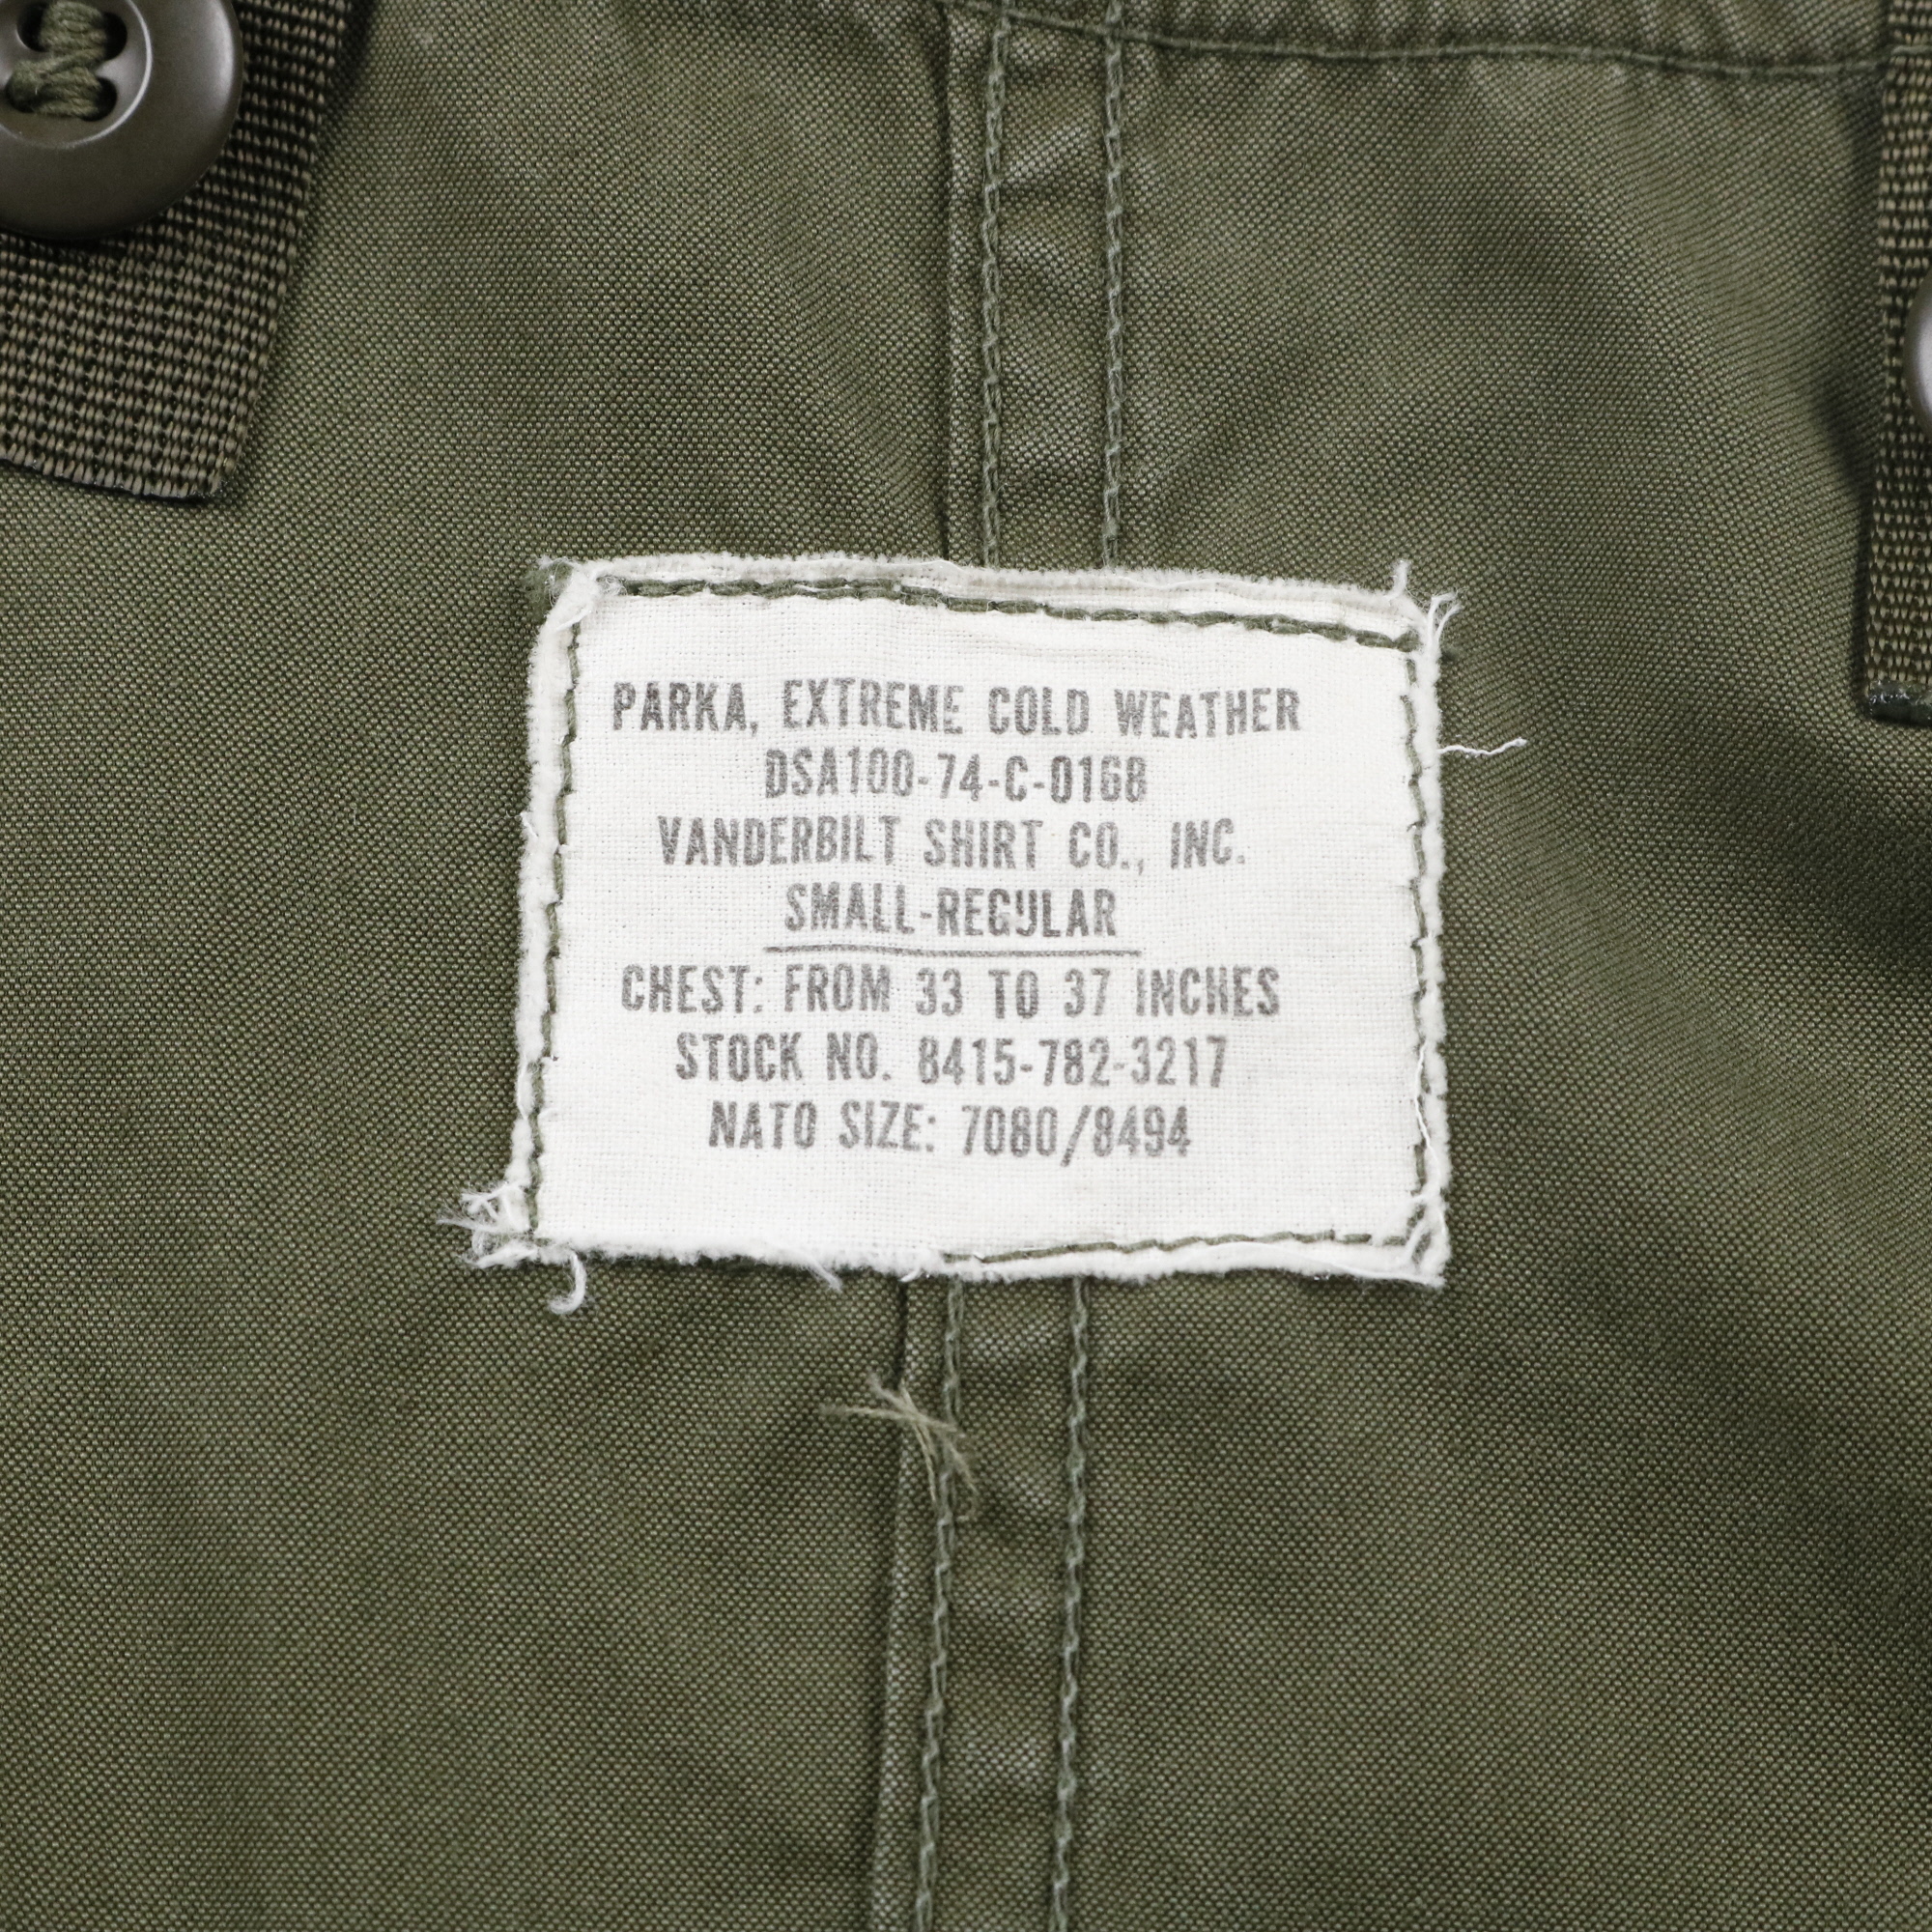 PARKA, EXTREME COLD WEATHER
DSA100-74-C-0168
VANDERBILT SHIRT CO., INC.
SMALL-REGULAR
CHEST: FROM 33 TO 37 INCHES
STOCK NO. 8415-782-3217
NATO SIZE: 7080/8494